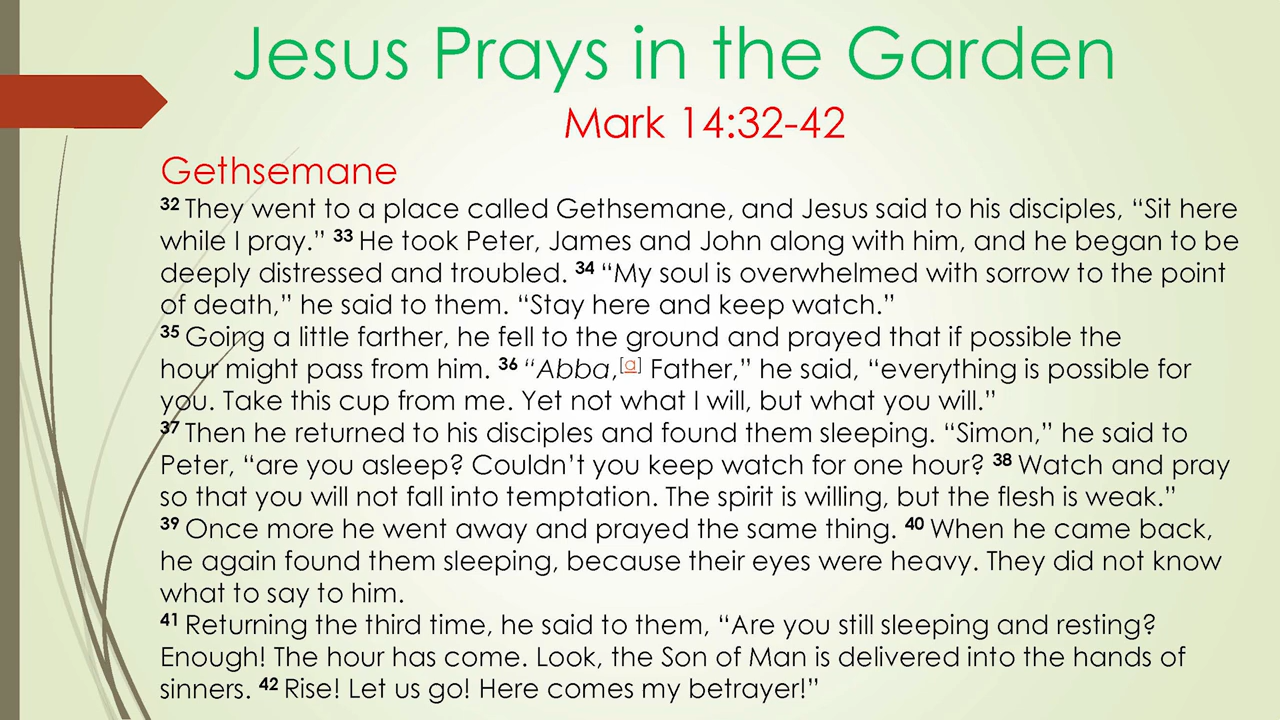 Jesus Prays in the Garden
Mark 14:32-42
Gethsemane
32 They went to a place called Gethsemane, and Jesus said to his disciples, “Sit here
while I pray.” 33 He took Peter, James and John along with him, and he began to be
deeply distressed and troubled. 34 “My soul is overwhelmed with sorrow to the point
of death,” he said to them. “Stay here and keep watch.”
35 Going a little farther, he fell to the ground and prayed that if possible the
hour might pass from him. 36 “Abba,[a] Father,” he said, “everything is possible for
you. Take this cup from me. Yet not what I will, but what you will.”
37 Then he returned to his disciples and found them sleeping. “Simon,” he said to
Peter, “are you asleep? Couldn’t you keep watch for one hour? 38 Watch and pray
so that you will not fall into temptation. The spirit is willing, but the flesh is weak.”
39 Once more he went away and prayed the same thing. 40 When he came back,
he again found them sleeping, because their eyes were heavy. They did not know
what to say to him.
41 Returning the third time, he said to them, “Are you still sleeping and resting?
Enough! The hour has come. Look, the Son of Man is delivered into the hands of
sinners. 42 Rise! Let us go! Here comes my betrayer!”